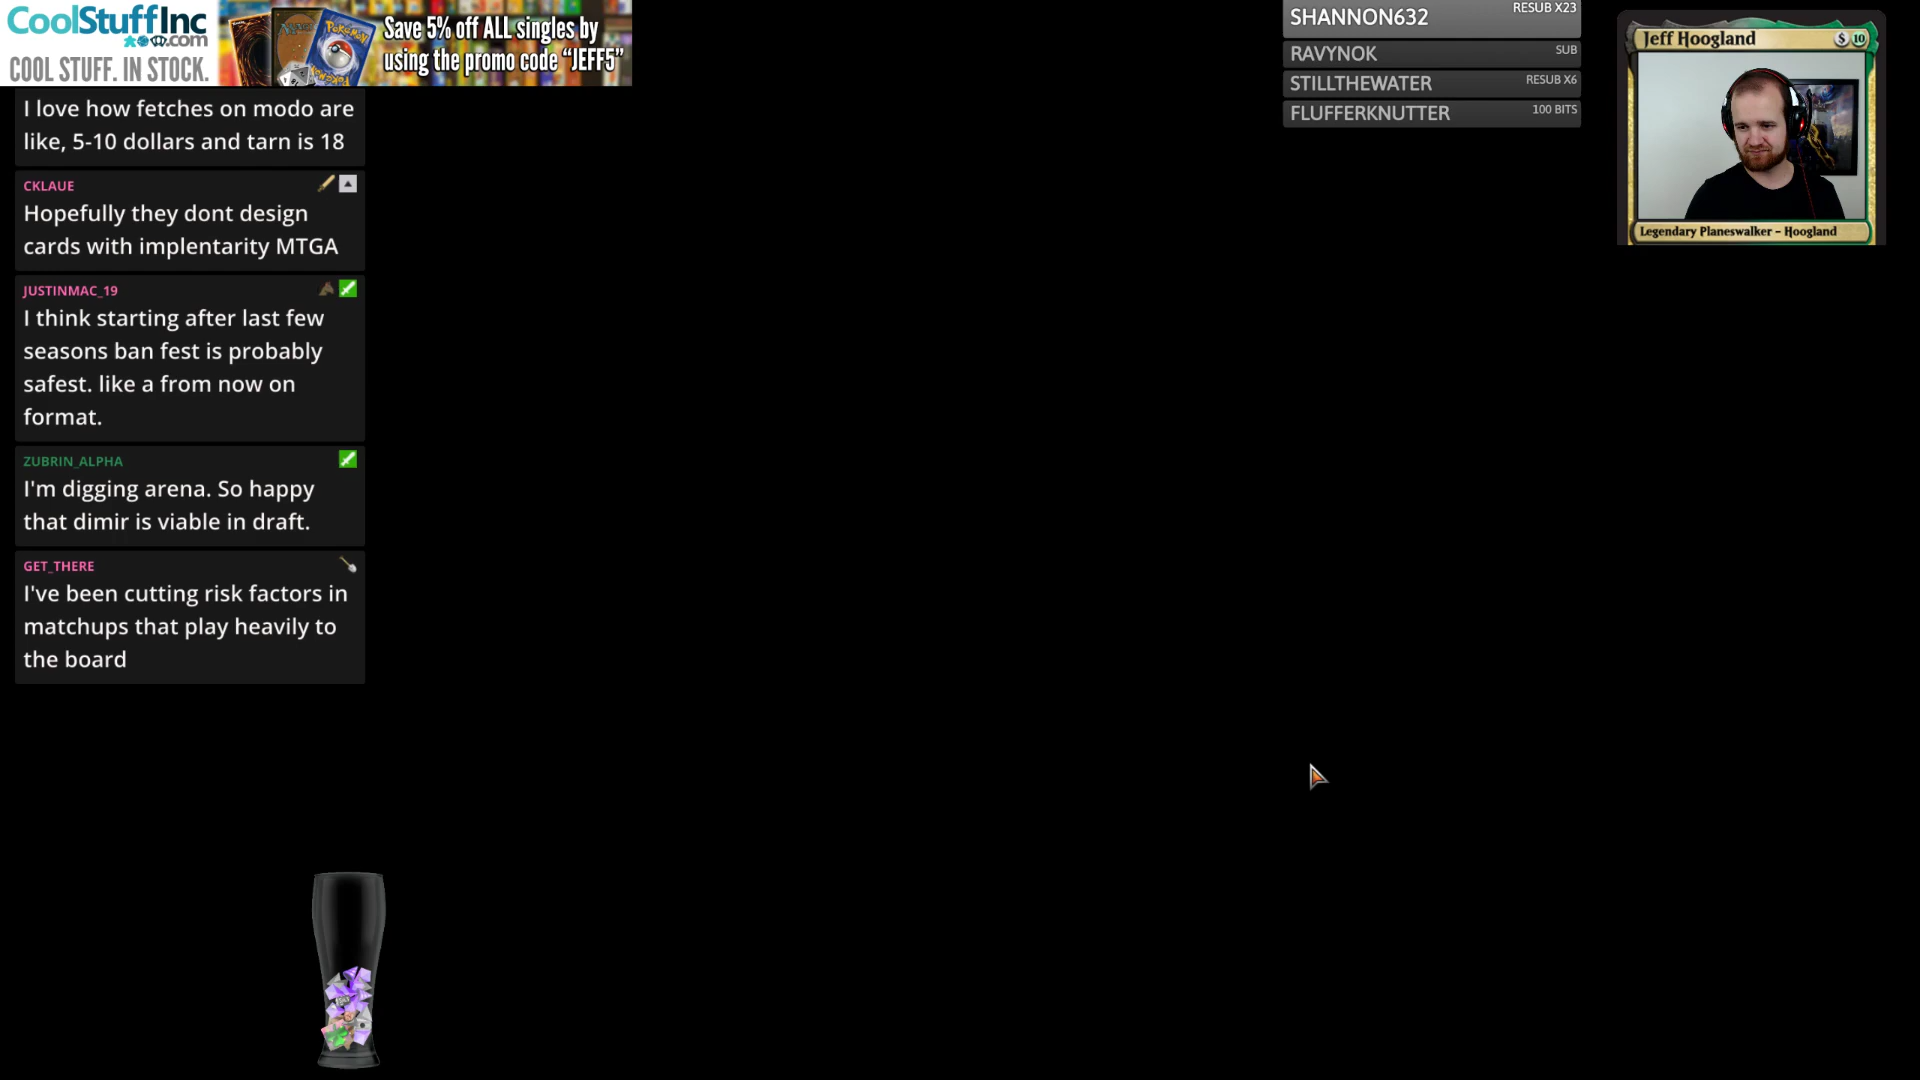 CoolStuffInc
.com
COOL STUFF. IN STOCK.
Save 5% off ALL singles by
using the promo code “JEFF5”
I love how fetches on modo are
like, 5-10 dollars and tarn is 18
CKLAUE
Hopefully they dont design
cards with implentarity MTGA
JUSTINMAC_19
I think starting after last few
seasons ban fest is probably
safest. like a from now on
format.
ZUBRIN_ALPHA
I'm digging arena. So happy
that dimir is viable in draft.
GET_THERE
I've been cutting risk factors in
matchups that play heavily to
the board
SHANNON632 RESUB X23
RAVYNOK SUB
STILLTHEWATER RESUB X6
FLUFFERKNUTTER 100 BITS
Jeff Hoogland $ 10
Legendary Planeswalker – Hoogland